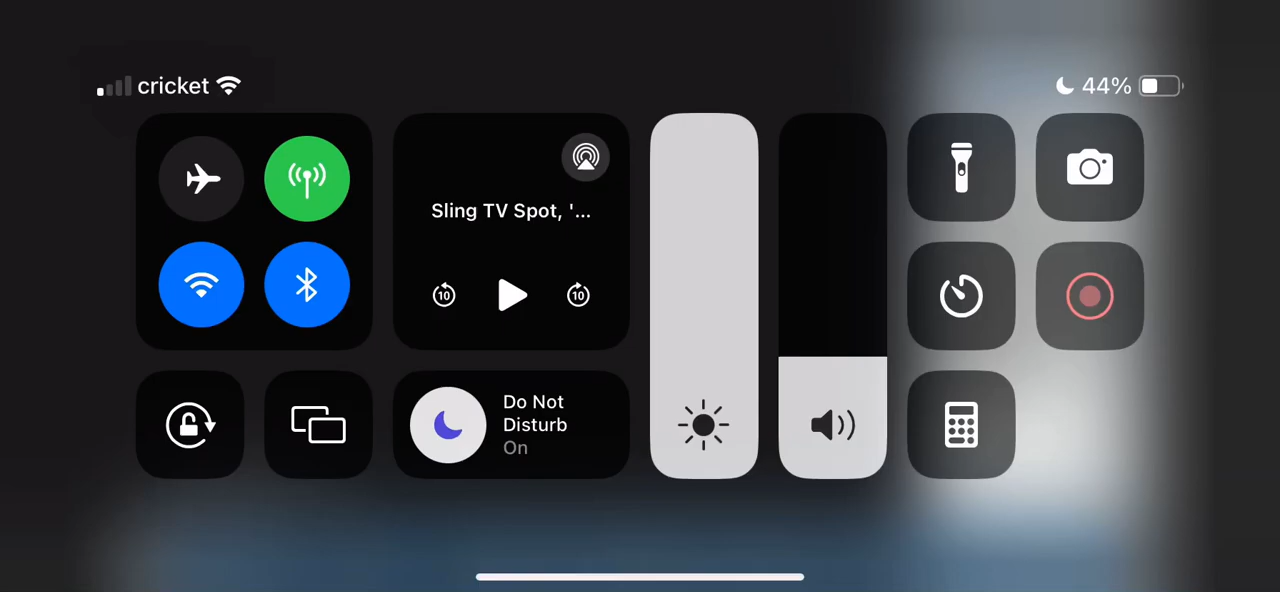 cricket
44%
Sling TV Spot, '...
10
10
Do Not
Disturb
On